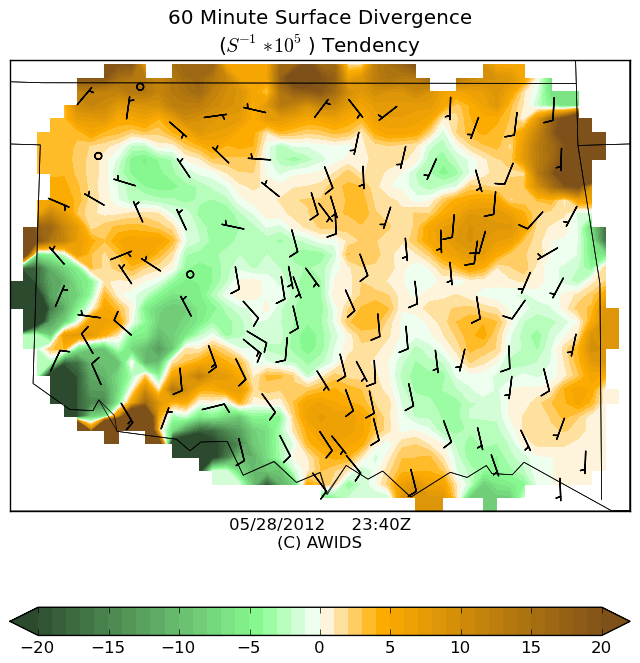 60 Minute Surface Divergence
(S⁻¹ * 10⁵ ) Tendency
05/28/2012 23:40Z
(C) AWIDS
−20 −15 −10 −5 0 5 10 15 20